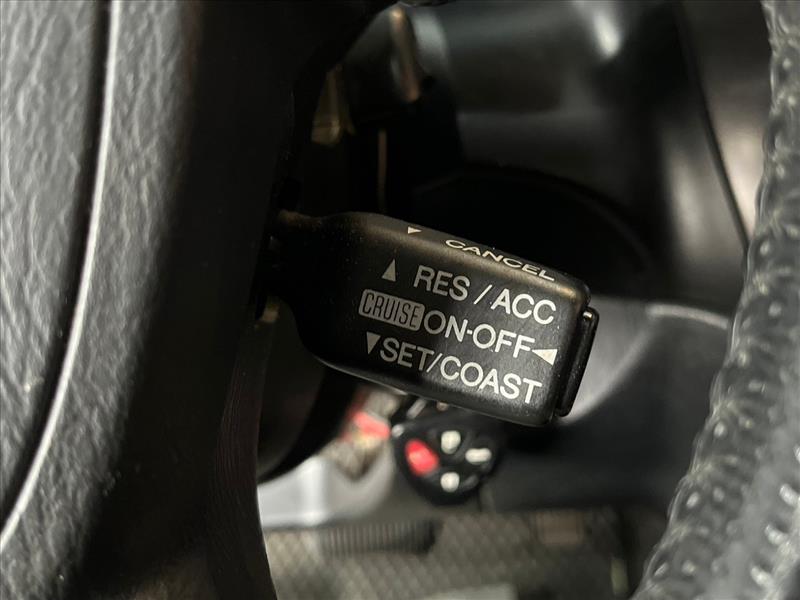 CANCEL
RES / ACC
CRUISE ON-OFF
SET/COAST